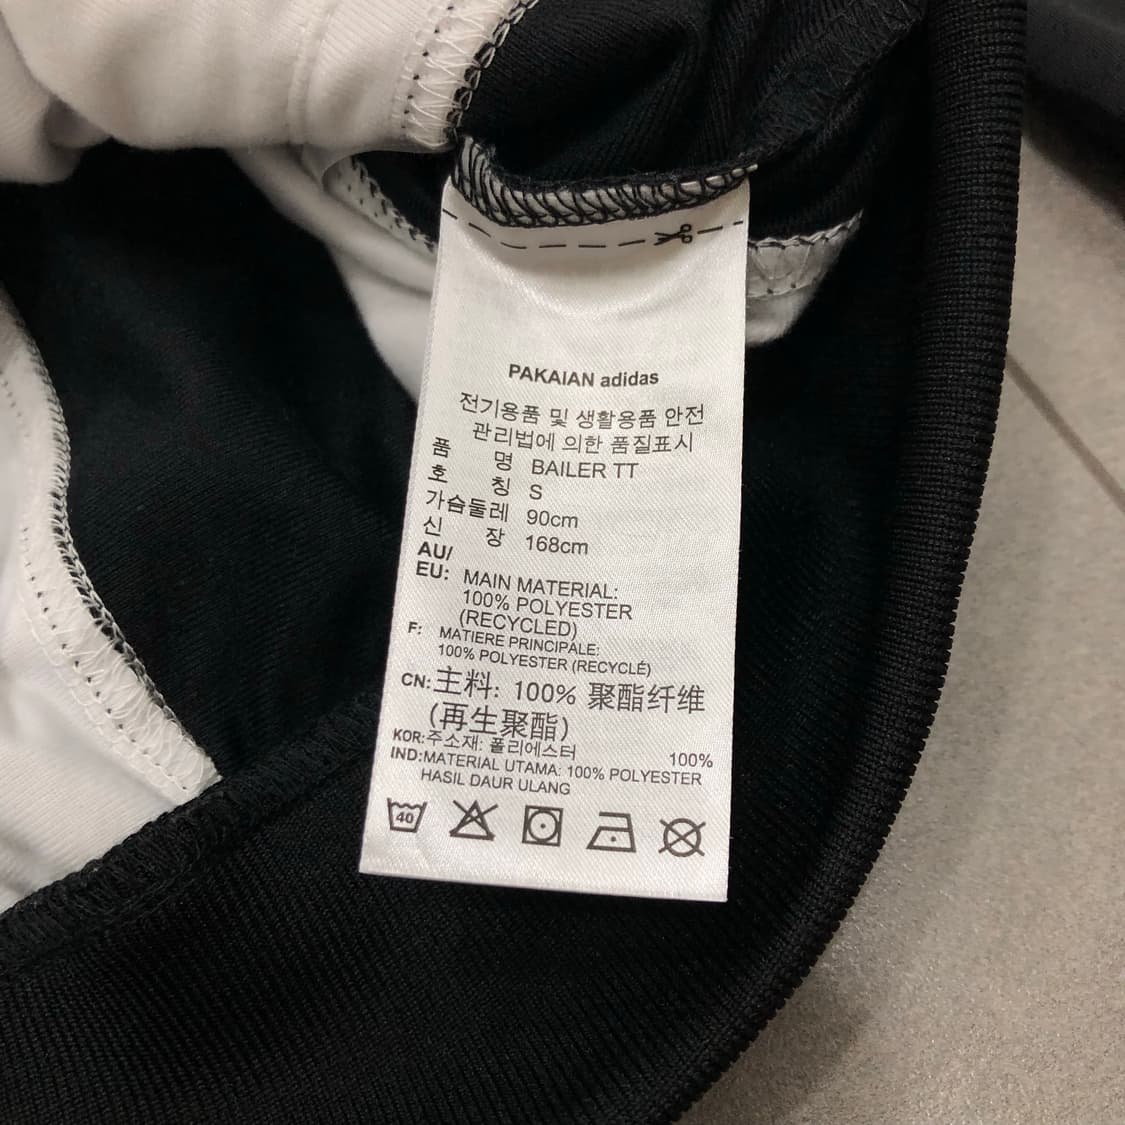 PAKAIAN adidas
전기용품 및 생활용품 안전
관리법에 의한 품질표시
품 명 BAILER TT
호 칭 S
가슴둘레 90cm
신 장 168cm
AU/
EU: MAIN MATERIAL:
100% POLYESTER
(RECYCLED)
F: MATIERE PRINCIPALE:
100% POLYESTER (RECYCLÉ)
CN:主料: 100% 聚酯纤维
(再生聚酯)
KOR:주소재: 폴리에스터 100%
IND:MATERIAL UTAMA: 100% POLYESTER
HASIL DAUR ULANG
40